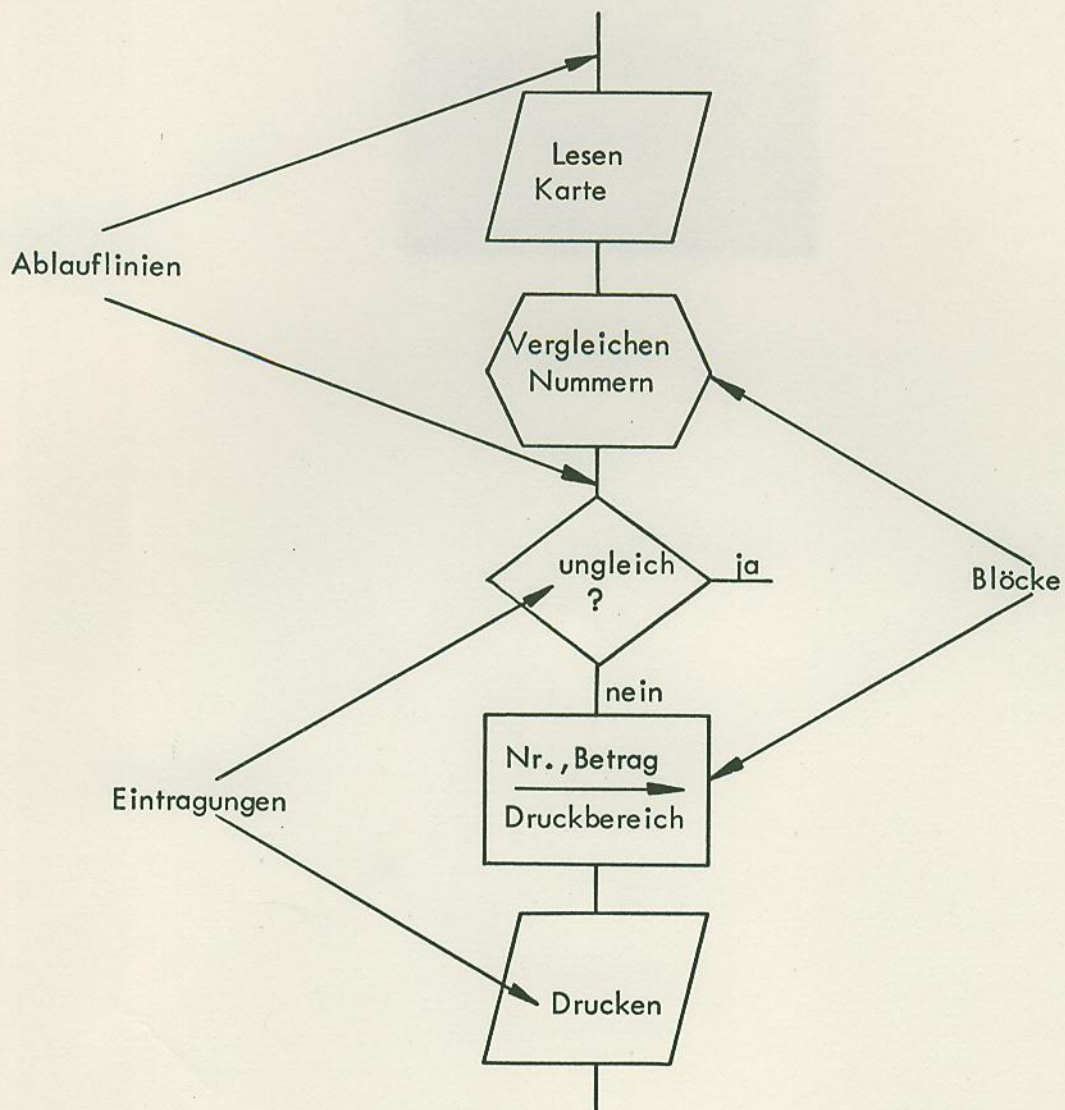 Lesen
Karte
Ablauflinien
Vergleichen
Nummern
ungleich
?
ja
Blöcke
nein
Nr., Betrag
Druckbereich
Eintragungen
Drucken